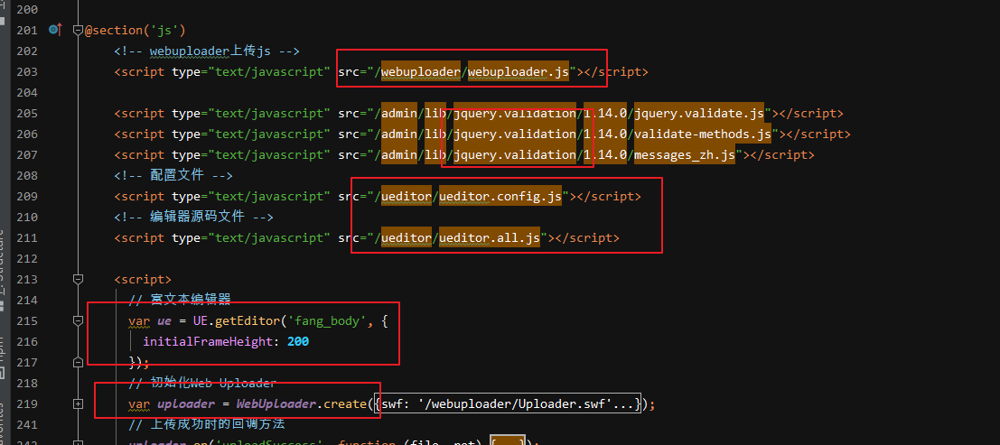 200
201 @section('js')
202 <!-- webuploader上传js -->
203 <script type="text/javascript" src="/webuploader/webuploader.js"></script>
204
205 <script type="text/javascript" src="/admin/lib/jquery.validation/1.14.0/jquery.validate.js"></script>
206 <script type="text/javascript" src="/admin/lib/jquery.validation/1.14.0/validate-methods.js"></script>
207 <script type="text/javascript" src="/admin/lib/jquery.validation/1.14.0/messages_zh.js"></script>
208 <!-- 配置文件 -->
209 <script type="text/javascript" src="/ueditor/ueditor.config.js"></script>
210 <!-- 编辑器源码文件 -->
211 <script type="text/javascript" src="/ueditor/ueditor.all.js"></script>
212
213 <script>
214 // 富文本编辑器
215 var ue = UE.getEditor('fang_body', {
216 initialFrameHeight: 200
217 });
218 // 初始化Web Uploader
219 var uploader = WebUploader.create({swf: '/webuploader/Uploader.swf'...});
241 // 上传成功时的回调方法
242 uploader.on('uploadSuccess', function (file, ret) {...});